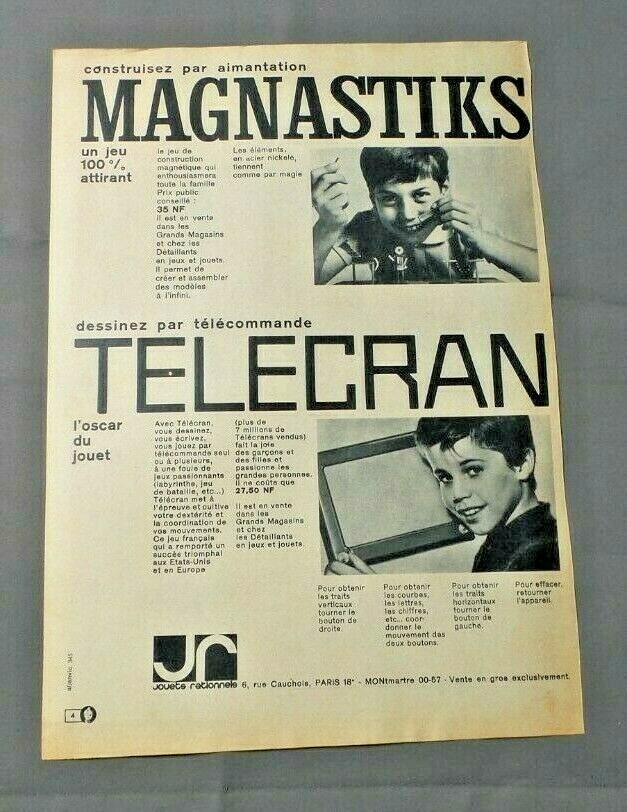 construisez par aimantation
MAGNASTIKS
un jeu
100 %
attirant
le jeu de
construction
magnétique qui
enthousiasmera
toute la famille
Prix public
conseillé :
35 NF
il est en vente
dans les
Grands Magasins
et chez les
Détaillants
en jeux et jouets.
Il permet de
créer et assembler
des modèles
à l'infini.
Les éléments,
en acier nickelé,
tiennent
comme par magie
dessinez par télécommande
TELECRAN
l'oscar
du
jouet
Avec Télécran,
vous dessinez,
vous écrivez,
vous jouez par
télécommande seul
ou à plusieurs,
à une foule de
jeux passionnants
(labyrinthe, jeu
de bataille, etc...)
Télécran met à
l'épreuve et cultive
votre dextérité et
la coordination de
vos mouvements.
Ce jeu français
qui a remporté un
succès triomphal
aux Etats-Unis
et en Europe
(plus de
7 millions de
Télécrans vendus)
fait la joie
des garçons et
des filles et
passionne les
grandes personnes.
Il ne coûte que
27,50 NF
Il est en vente
dans les
Grands Magasins
et chez
les Détaillants
en jeux et jouets.
Pour obtenir
les traits
verticaux
tourner le
bouton de
droite.
Pour obtenir
les courbes,
les lettres,
les chiffres,
etc... coor-
donner le
mouvement des
deux boutons.
Pour obtenir
les traits
horizontaux
tourner le
bouton de
gauche.
Pour effacer,
retourner
l'appareil.
jr
jouets rationnels 6, rue Cauchois, PARIS 18e - MONtmartre 00-57 - Vente en gros exclusivement
4